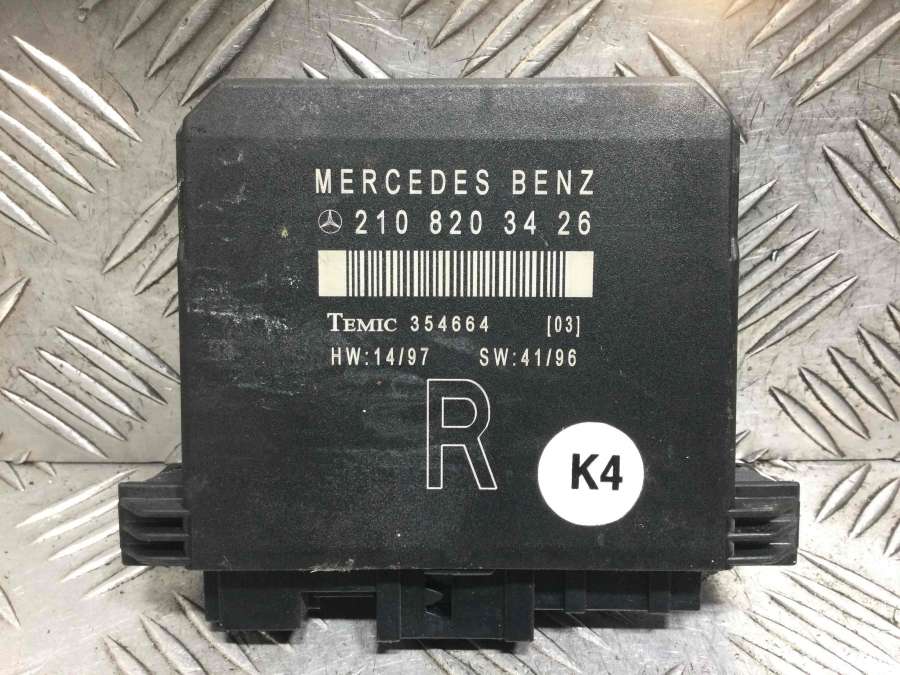 MERCEDES BENZ
210 820 34 26
TEMIC 354664 [03]
HW:14/97 SW:41/96
R
K4